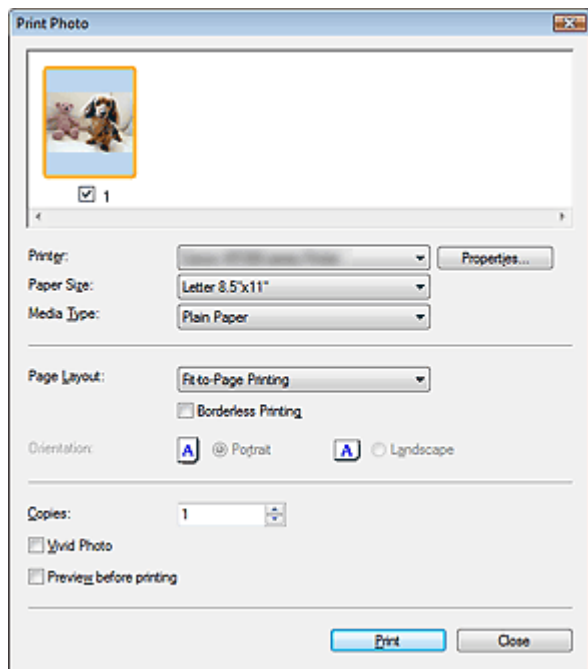 Print Photo
1
Printer:
Properties...
Paper Size:
Letter 8.5"x11"
Media Type:
Plain Paper
Page Layout:
Fit-to-Page Printing
Borderless Printing
Orientation:
A
Portrait
A
Landscape
Copies:
1
Vivid Photo
Preview before printing
Print
Close